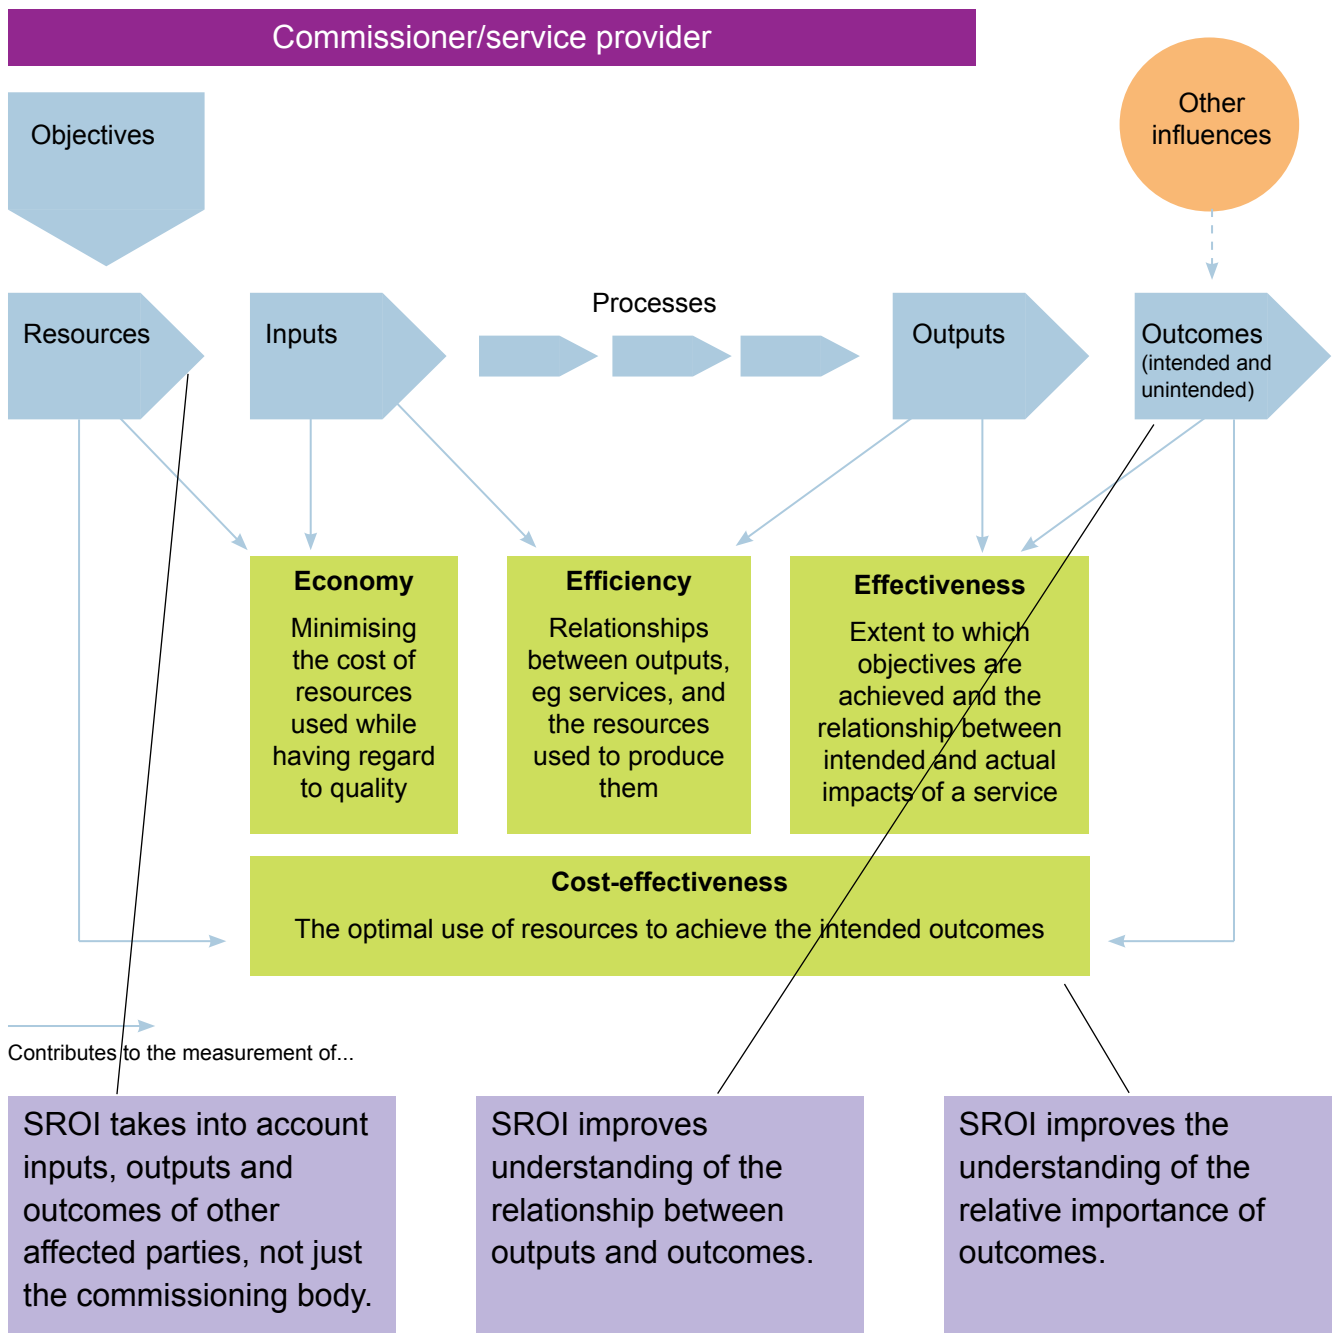 Commissioner/service provider
Objectives
Other
influences
Resources
Inputs
Processes
Outputs
Outcomes
(intended and
unintended)
Economy
Minimising
the cost of
resources
used while
having regard
to quality
Efficiency
Relationships
between outputs,
eg services, and
the resources
used to produce
them
Effectiveness
Extent to which
objectives are
achieved and the
relationship between
intended and actual
impacts of a service
Cost-effectiveness
The optimal use of resources to achieve the intended outcomes
Contributes to the measurement of...
SROI takes into account
inputs, outputs and
outcomes of other
affected parties, not just
the commissioning body.
SROI improves
understanding of the
relationship between
outputs and outcomes.
SROI improves the
understanding of the
relative importance of
outcomes.